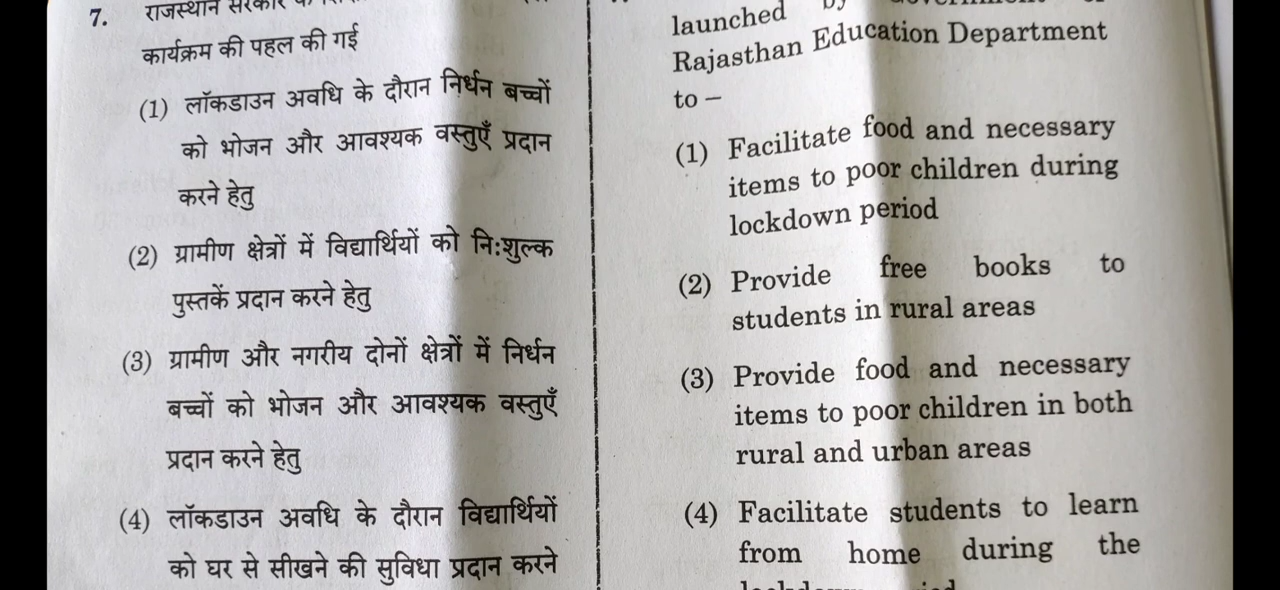 7.
राजस्थान सरकार के
कार्यक्रम की पहल की गई
(1) लॉकडाउन अवधि के दौरान निर्धन बच्चों
को भोजन और आवश्यक वस्तुएँ प्रदान
करने हेतु
(2) ग्रामीण क्षेत्रों में विद्यार्थियों को नि:शुल्क
पुस्तकें प्रदान करने हेतु
(3) ग्रामीण और नगरीय दोनों क्षेत्रों में निर्धन
बच्चों को भोजन और आवश्यक वस्तुएँ
प्रदान करने हेतु
(4) लॉकडाउन अवधि के दौरान विद्यार्थियों
को घर से सीखने की सुविधा प्रदान करने
launched by
Rajasthan Education Department
to –
(1) Facilitate food and necessary
items to poor children during
lockdown period
(2) Provide free books to
students in rural areas
(3) Provide food and necessary
items to poor children in both
rural and urban areas
(4) Facilitate students to learn
from home during the